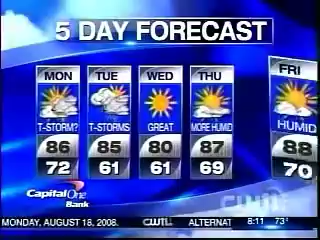 5 DAY FORECAST
MON TUE WED THU FRI
T-STORM? T-STORMS GREAT MORE HUMID HUMID
86 85 80 87 88
72 61 61 69 70
Capital One
Bank
MONDAY, AUGUST 18, 2008. CW11 ALTERNAT 8:11 73°